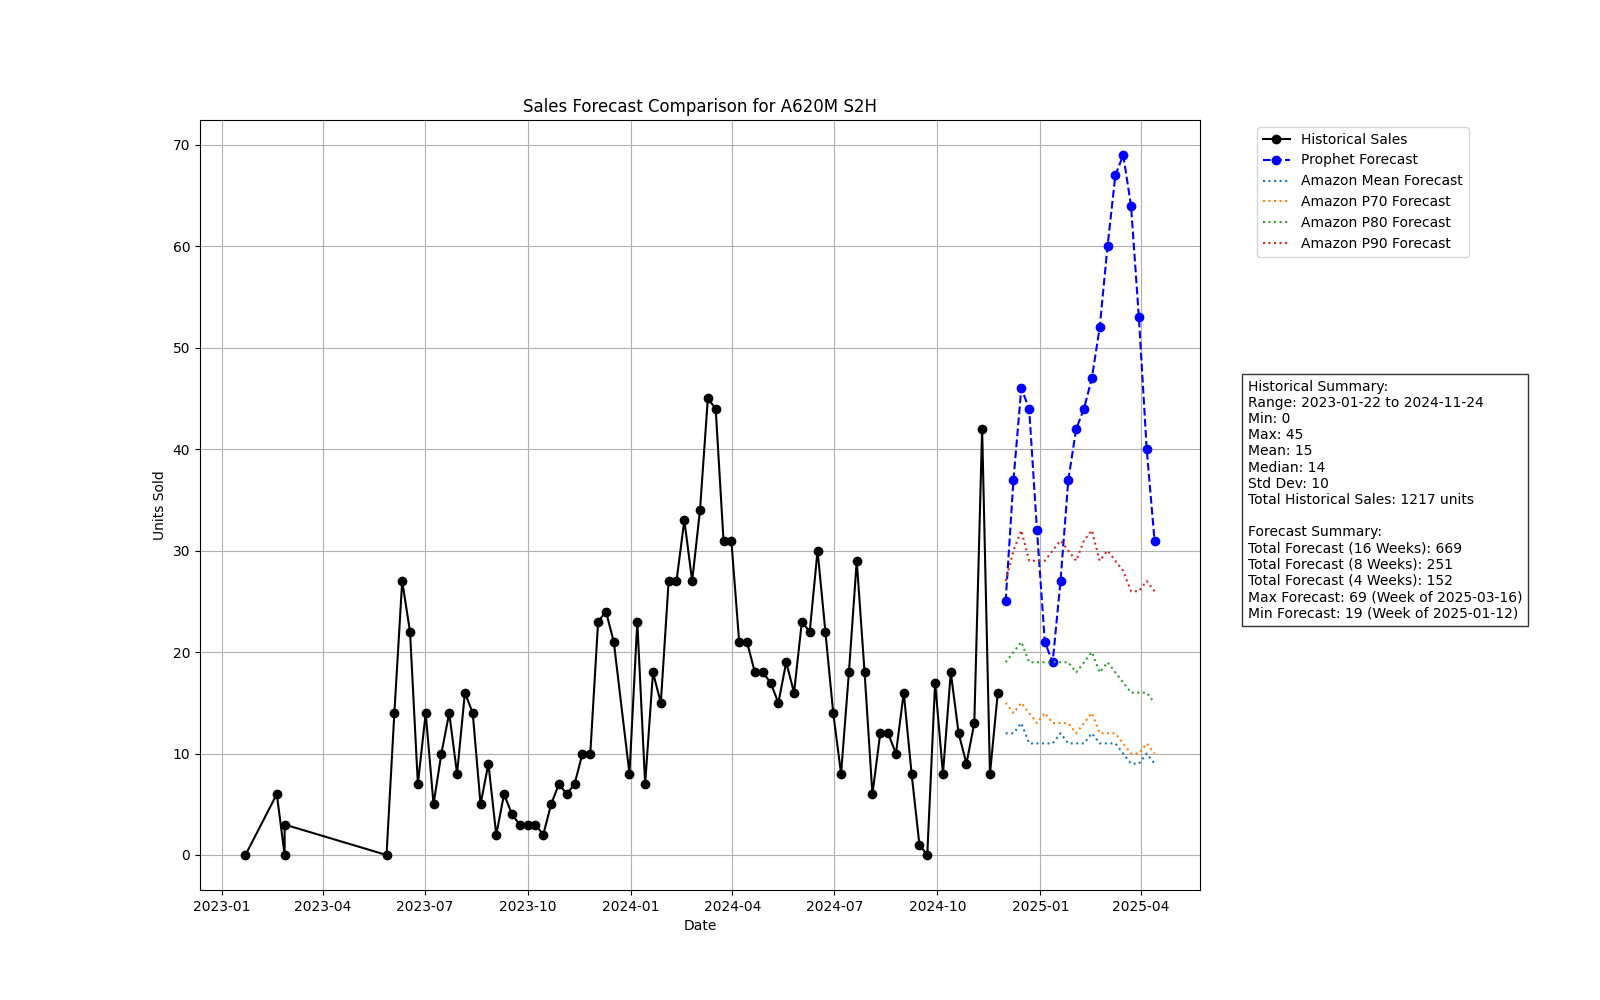 Sales Forecast Comparison for A620M S2H
70
60
50
40
30
20
10
0
Units Sold
2023-01
2023-04
2023-07
2023-10
2024-01
2024-04
2024-07
2024-10
2025-01
2025-04
Date
Historical Sales
Prophet Forecast
Amazon Mean Forecast
Amazon P70 Forecast
Amazon P80 Forecast
Amazon P90 Forecast
Historical Summary:
Range: 2023-01-22 to 2024-11-24
Min: 0
Max: 45
Mean: 15
Median: 14
Std Dev: 10
Total Historical Sales: 1217 units
Forecast Summary:
Total Forecast (16 Weeks): 669
Total Forecast (8 Weeks): 251
Total Forecast (4 Weeks): 152
Max Forecast: 69 (Week of 2025-03-16)
Min Forecast: 19 (Week of 2025-01-12)